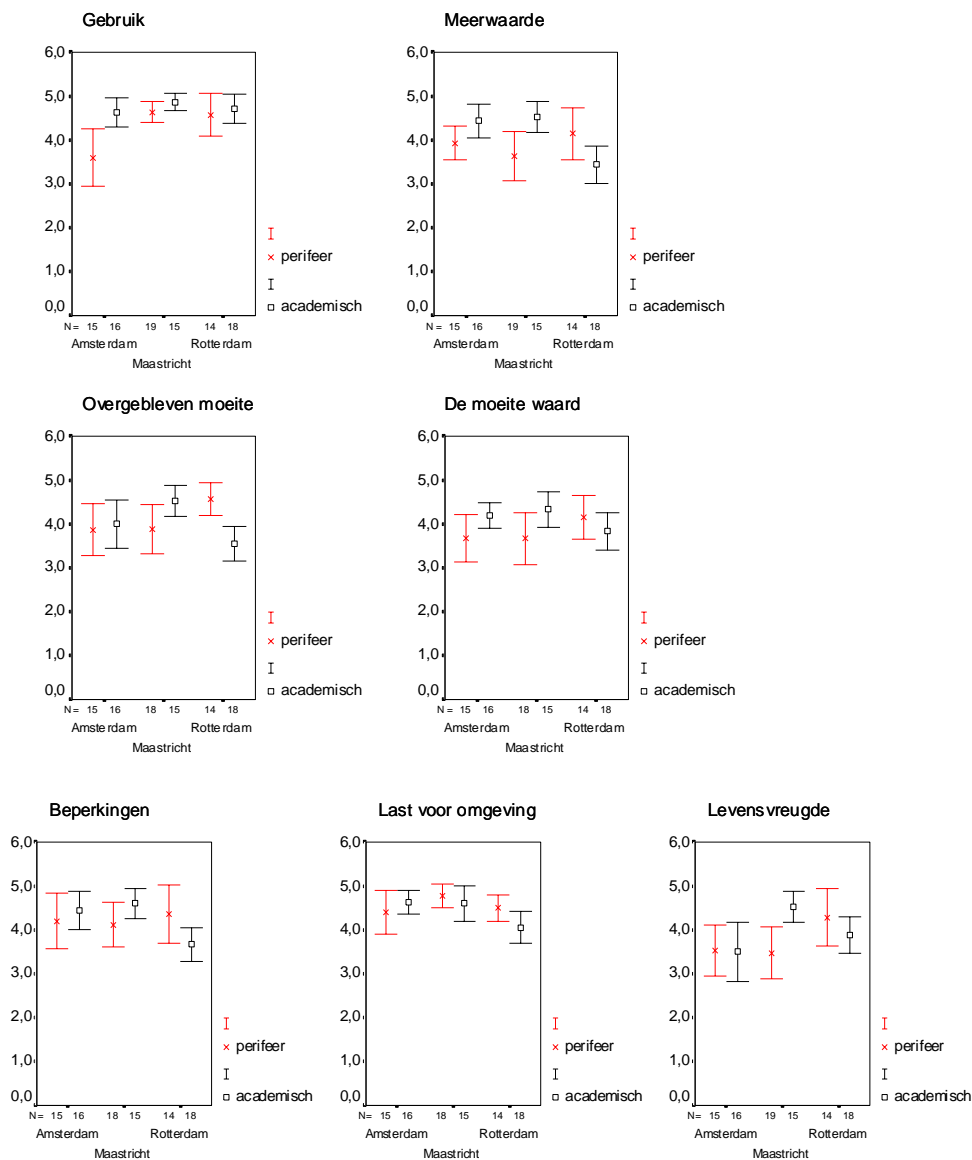 Gebruik
6,0
5,0
4,0
3,0
2,0
1,0
0,0
perifeer
academisch
N = 15 16 19 15 14 18
Amsterdam Rotterdam
Maastricht
Meerwaarde
6,0
5,0
4,0
3,0
2,0
1,0
0,0
perifeer
academisch
N = 15 16 19 15 14 18
Amsterdam Rotterdam
Maastricht
Overgebleven moeite
6,0
5,0
4,0
3,0
2,0
1,0
0,0
perifeer
academisch
N = 15 16 18 15 14 18
Amsterdam Rotterdam
Maastricht
De moeite waard
6,0
5,0
4,0
3,0
2,0
1,0
0,0
perifeer
academisch
N = 15 16 18 15 14 18
Amsterdam Rotterdam
Maastricht
Beperkingen
6,0
5,0
4,0
3,0
2,0
1,0
0,0
perifeer
academisch
N = 15 16 18 15 14 18
Amsterdam Rotterdam
Maastricht
Last voor omgeving
6,0
5,0
4,0
3,0
2,0
1,0
0,0
perifeer
academisch
N = 15 16 18 15 14 18
Amsterdam Rotterdam
Maastricht
Levensvreugde
6,0
5,0
4,0
3,0
2,0
1,0
0,0
perifeer
academisch
N = 15 16 19 15 14 18
Amsterdam Rotterdam
Maastricht